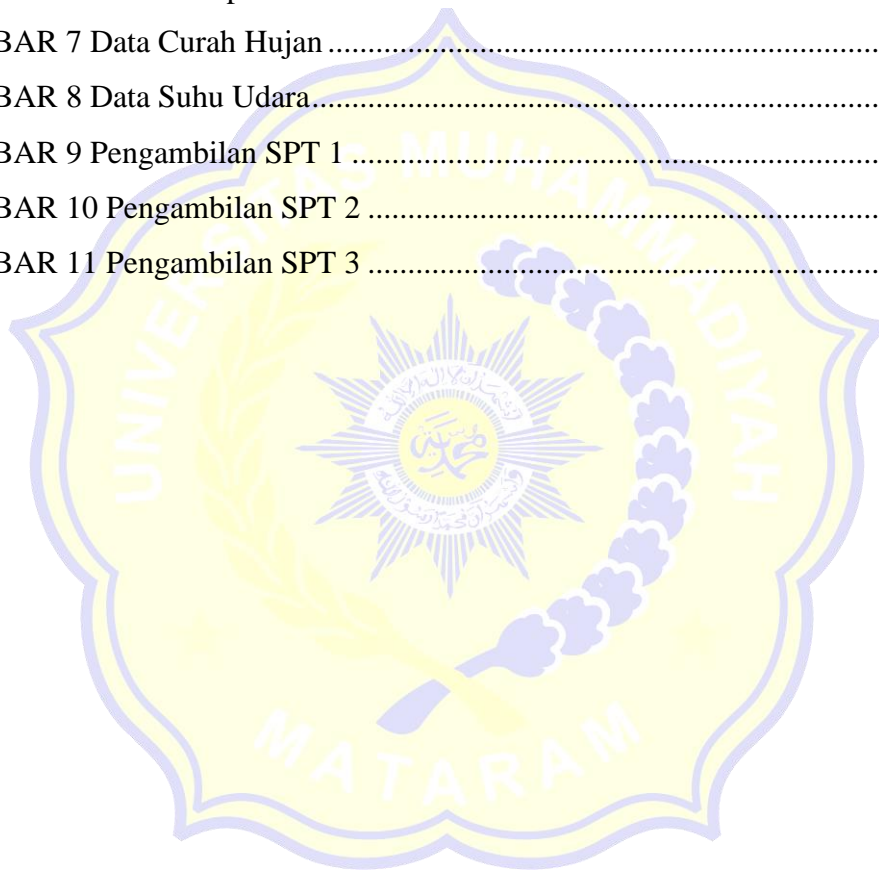 BAR 7 Data Curah Hujan ........................................................................
BAR 8 Data Suhu Udara........................................................................
BAR 9 Pengambilan SPT 1 ...................................................................
BAR 10 Pengambilan SPT 2 .................................................................
BAR 11 Pengambilan SPT 3 .................................................................
UNIVERSITAS MUHAMMADIYAH
MATARAM